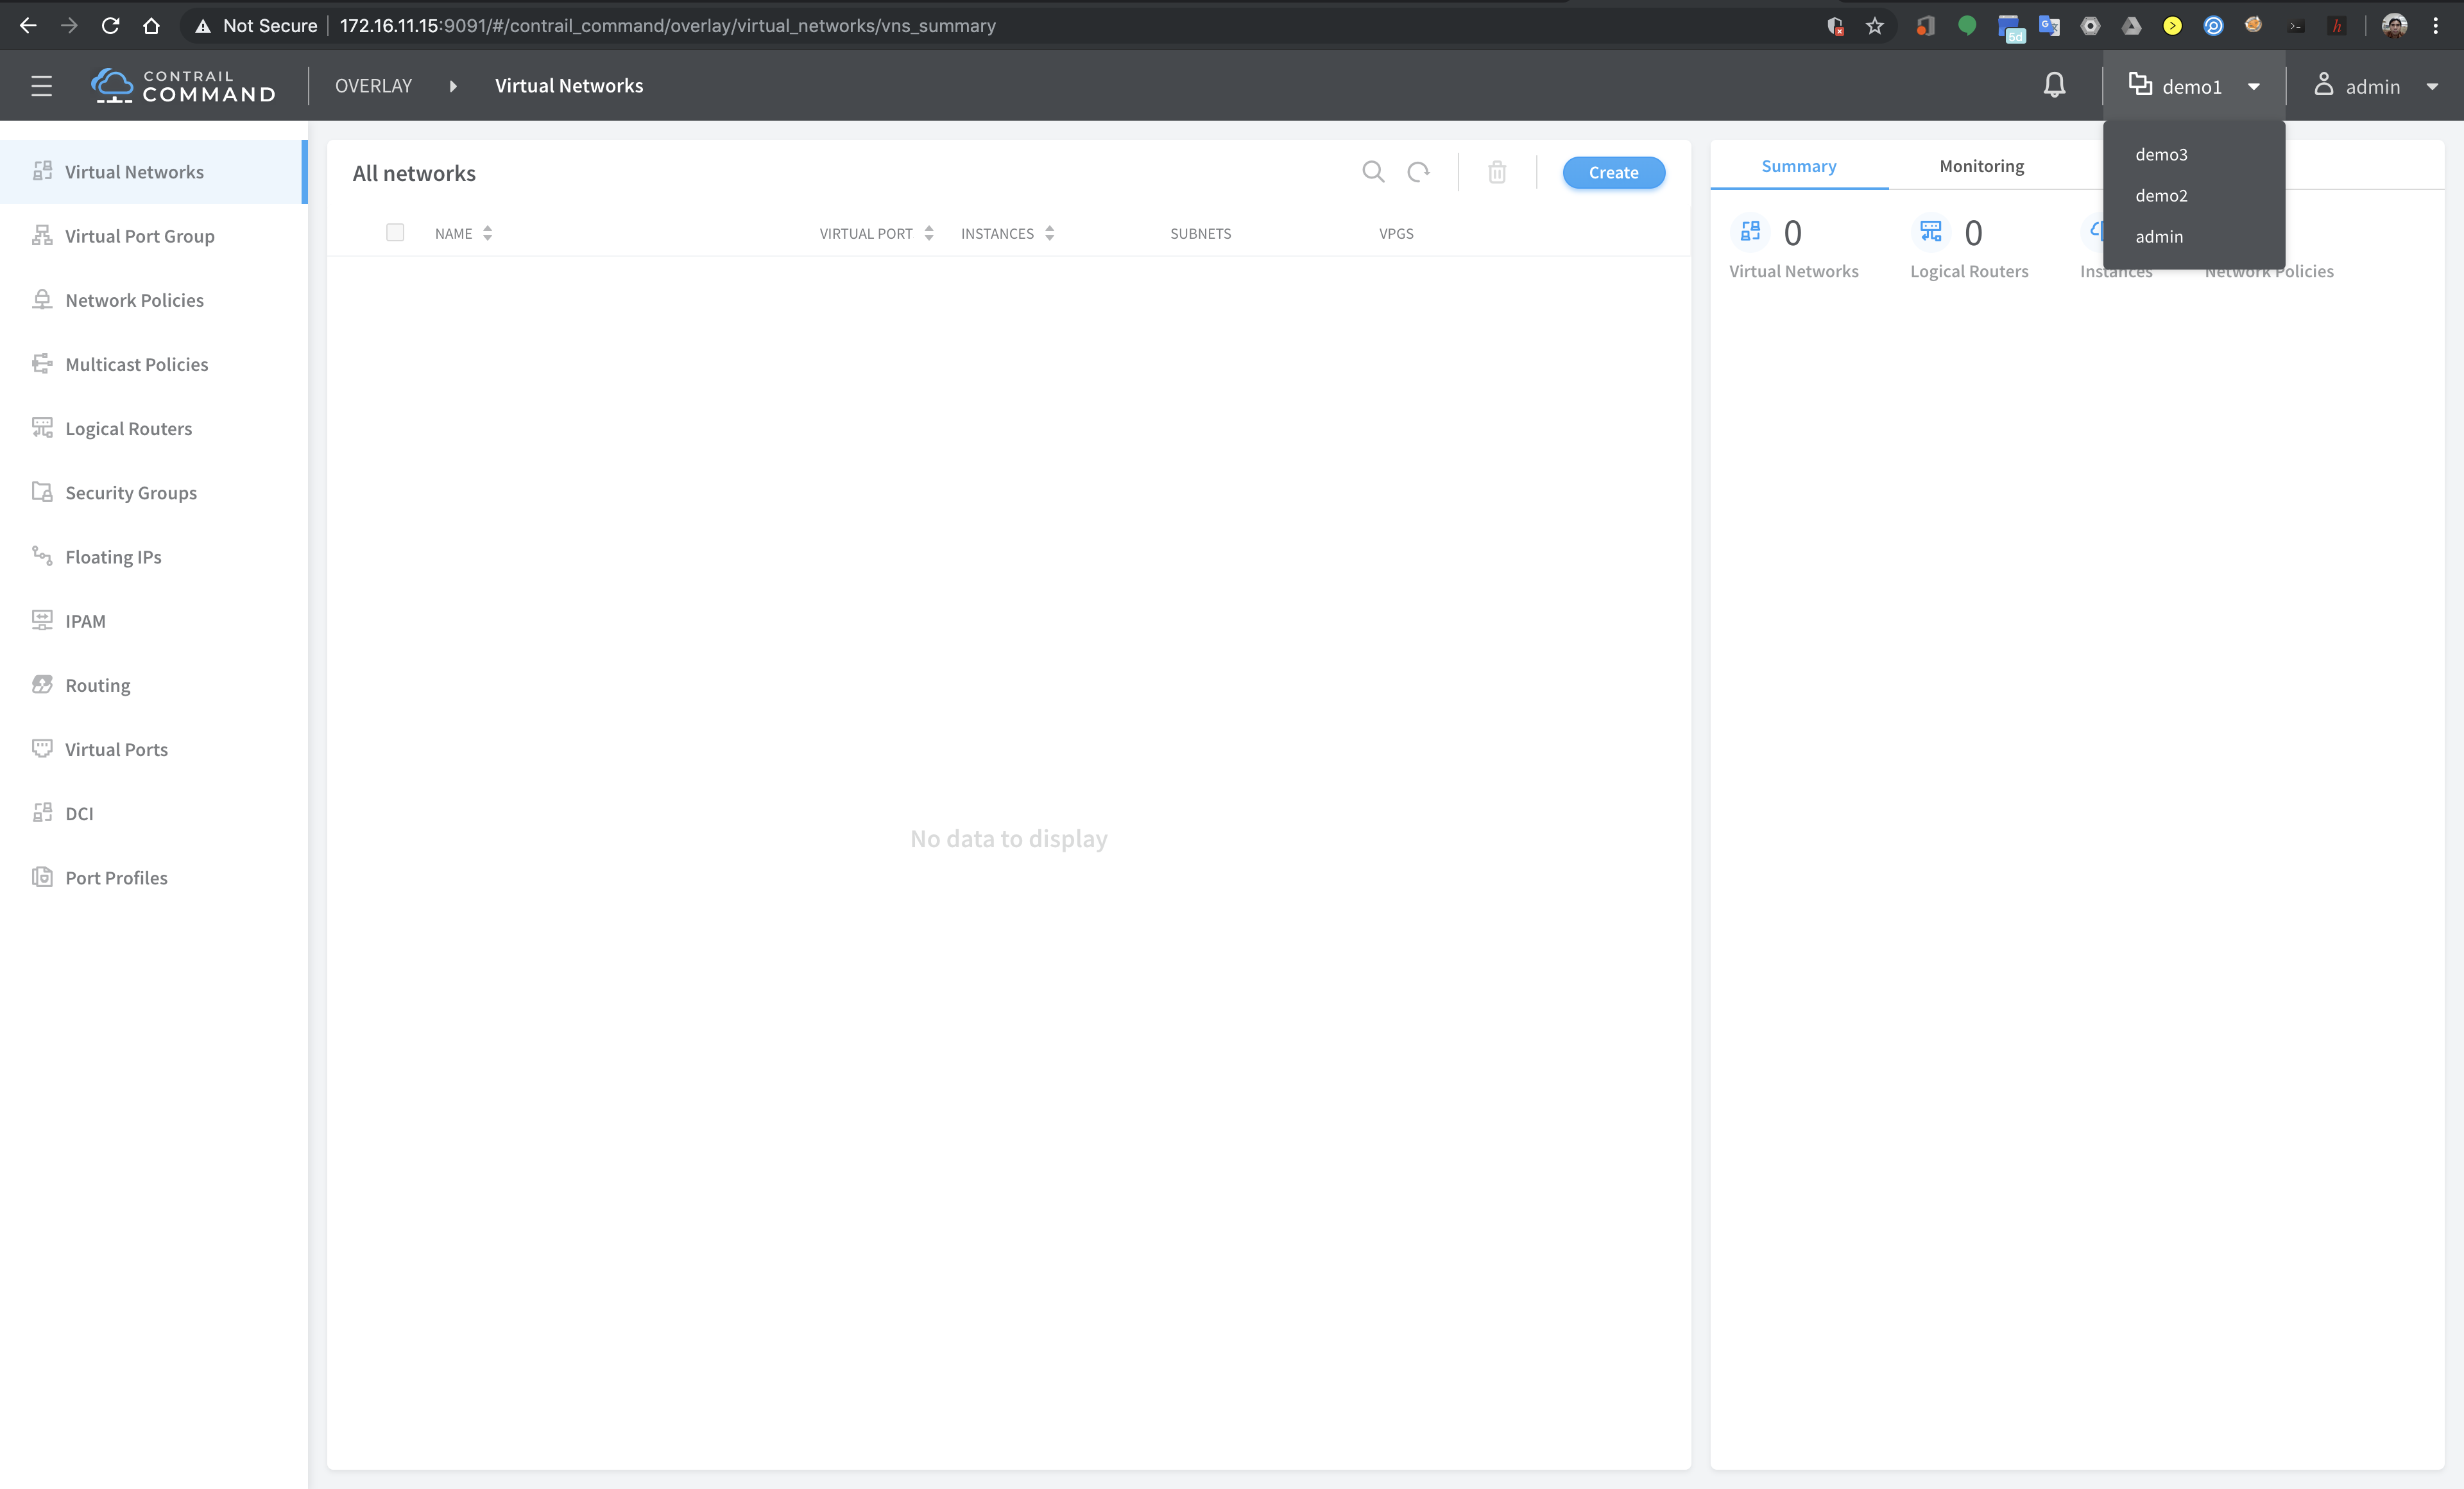 Not Secure 172.16.11.15:9091/#/contrail_command/overlay/virtual_networks/vns_summary
5d
G
h
CONTRAIL
COMMAND
OVERLAY
Virtual Networks
demo1
admin
demo3
demo2
admin
Virtual Networks
Virtual Port Group
Network Policies
Multicast Policies
Logical Routers
Security Groups
Floating IPs
IPAM
Routing
Virtual Ports
DCI
Port Profiles
All networks
Create
NAME
VIRTUAL PORT
INSTANCES
SUBNETS
VPGS
No data to display
Summary
Monitoring
0
Virtual Networks
0
Logical Routers
Instances
Network Policies